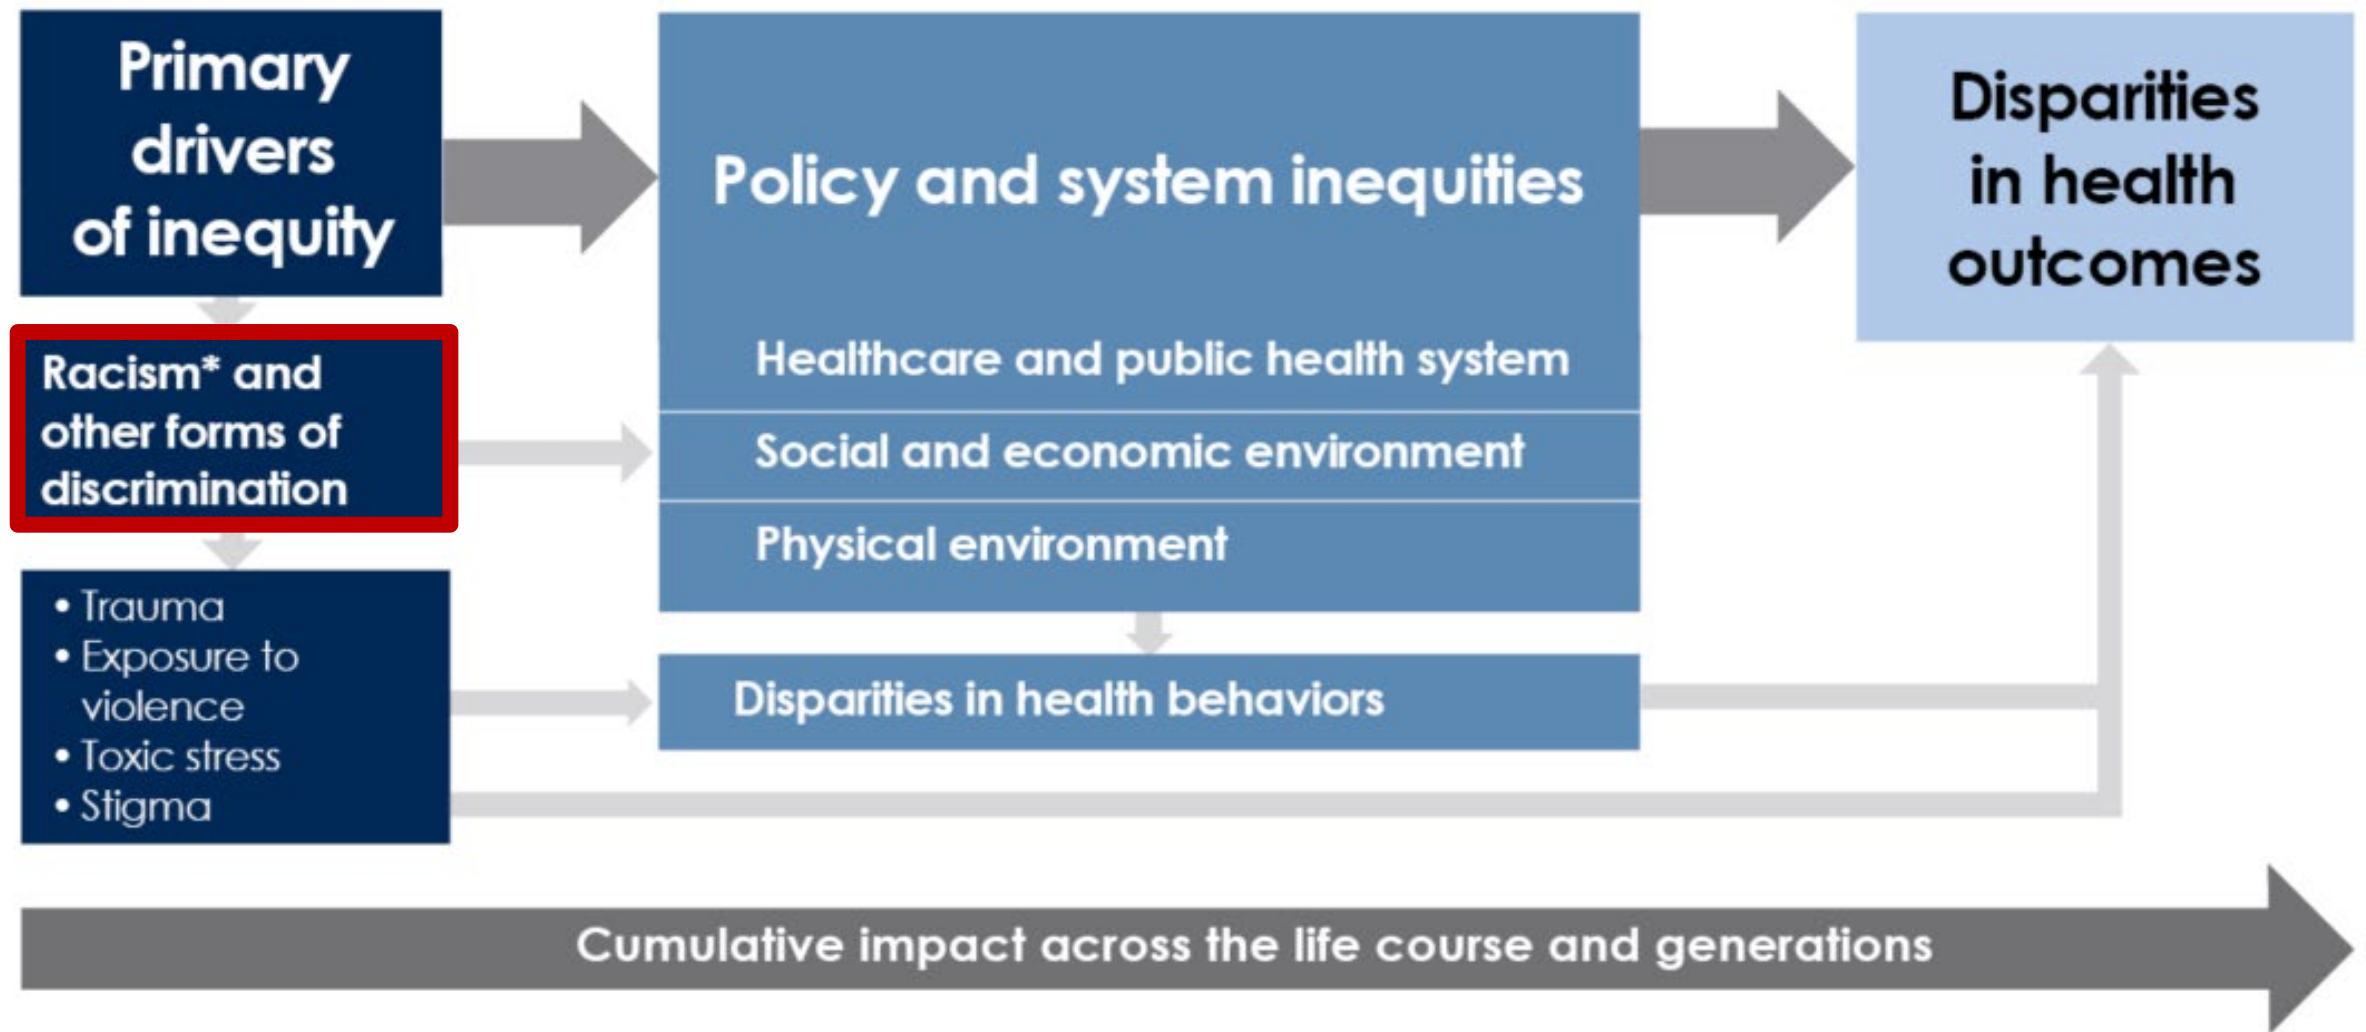 Primary
drivers
of inequity
Policy and system inequities
Disparities
in health
outcomes
Racism* and
other forms of
discrimination
Healthcare and public health system
Social and economic environment
Physical environment
• Trauma
• Exposure to
violence
• Toxic stress
• Stigma
Disparities in health behaviors
Cumulative impact across the life course and generations